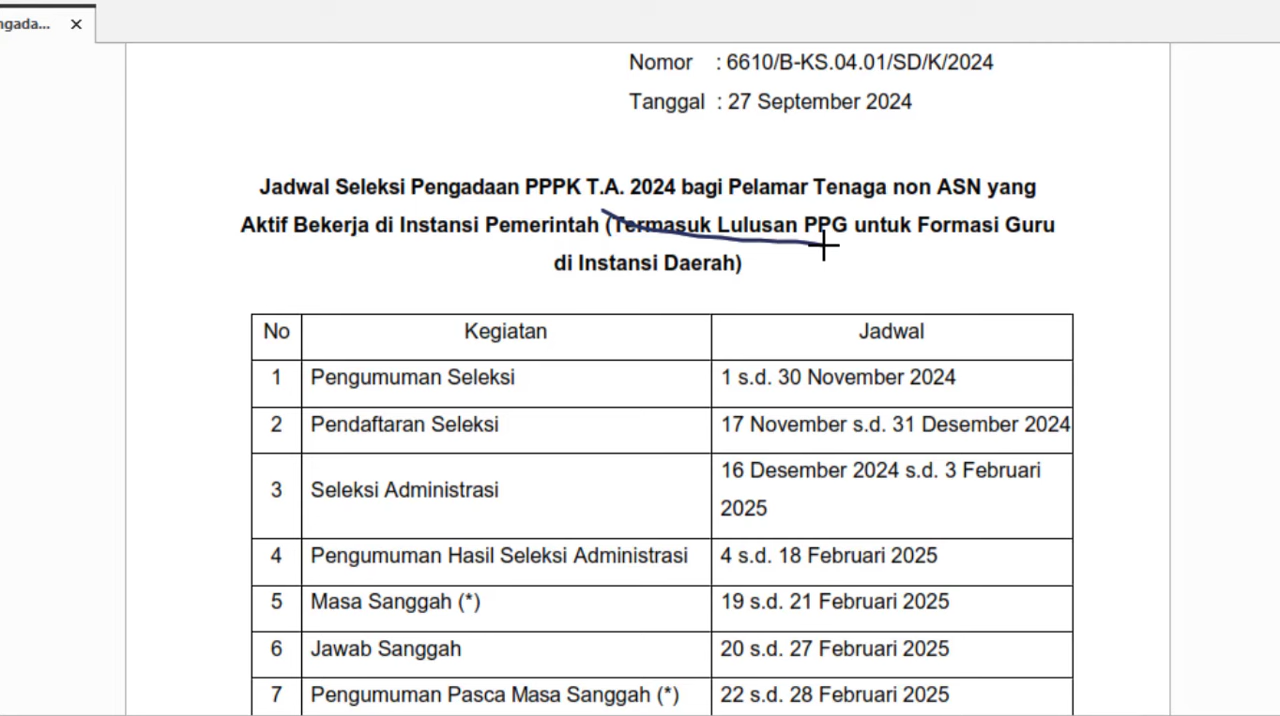 ngada...
Nomor : 6610/B-KS.04.01/SD/K/2024
Tanggal : 27 September 2024
Jadwal Seleksi Pengadaan PPPK T.A. 2024 bagi Pelamar Tenaga non ASN yang
Aktif Bekerja di Instansi Pemerintah (Termasuk Lulusan PPG untuk Formasi Guru
di Instansi Daerah)
No Kegiatan Jadwal
1 Pengumuman Seleksi 1 s.d. 30 November 2024
2 Pendaftaran Seleksi 17 November s.d. 31 Desember 2024
3 Seleksi Administrasi 16 Desember 2024 s.d. 3 Februari
2025
4 Pengumuman Hasil Seleksi Administrasi 4 s.d. 18 Februari 2025
5 Masa Sanggah (*) 19 s.d. 21 Februari 2025
6 Jawab Sanggah 20 s.d. 27 Februari 2025
7 Pengumuman Pasca Masa Sanggah (*) 22 s.d. 28 Februari 2025